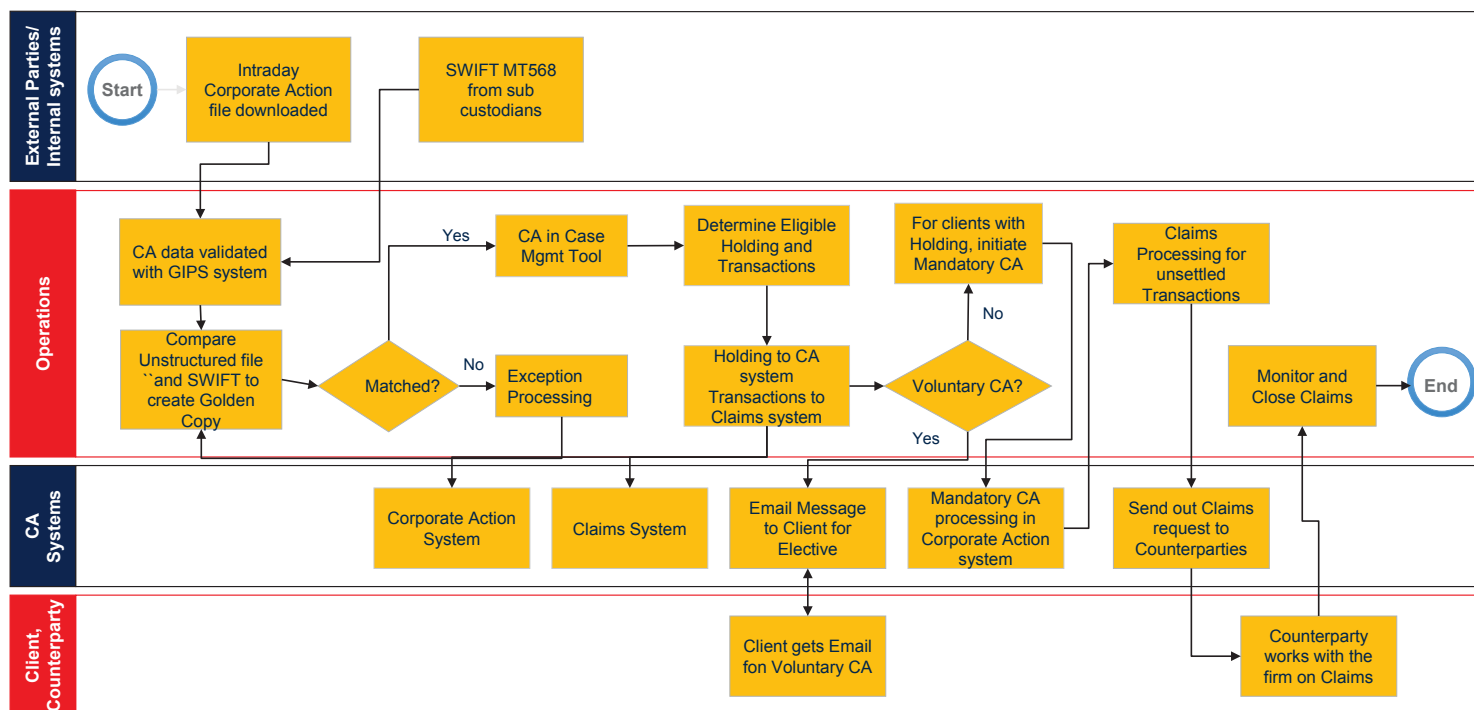 External Parties/
Internal systems
Start
Intraday
Corporate Action
file downloaded
SWIFT MT568
from sub
custodians
Operations
CA data validated
with GIPS system
Compare
Unstructured file
``and SWIFT to
create Golden
Copy
Matched?
Yes
No
CA in Case
Mgmt Tool
Exception
Processing
Determine Eligible
Holding and
Transactions
Holding to CA
system
Transactions to
Claims system
For clients with
Holding, initiate
Mandatory CA
No
Voluntary CA?
Yes
Claims
Processing for
unsettled
Transactions
Monitor and
Close Claims
End
CA
Systems
Corporate Action
System
Claims System
Email Message
to Client for
Elective
Mandatory CA
processing in
Corporate Action
system
Send out Claims
request to
Counterparties
Client,
Counterparty
Client gets Email
fon Voluntary CA
Counterparty
works with the
firm on Claims